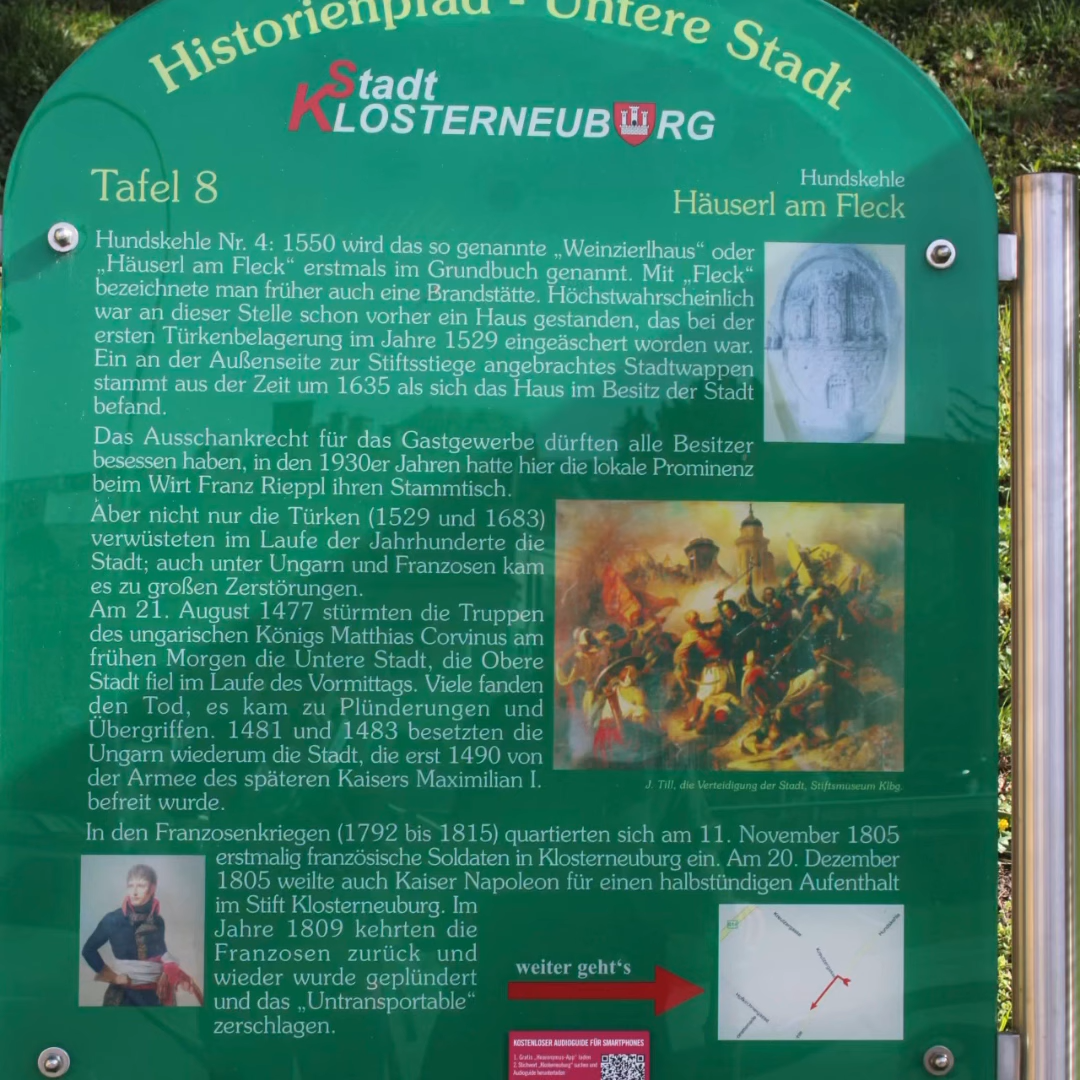 Historienpfad - Untere Stadt
Stadt
KLOSTERNEUBURG
Tafel 8
Hundskehle
Häuserl am Fleck
Hundskehle Nr. 4: 1550 wird das so genannte „Weinzierlhaus“ oder
„Häuserl am Fleck“ erstmals im Grundbuch genannt. Mit „Fleck“
bezeichnete man früher auch eine Brandstätte. Höchstwahrscheinlich
war an dieser Stelle schon vorher ein Haus gestanden, das bei der
ersten Türkenbelagerung im Jahre 1529 eingeäschert worden war.
Ein an der Außenseite zur Stiftsstiege angebrachtes Stadtwappen
stammt aus der Zeit um 1635 als sich das Haus im Besitz der Stadt
befand.
Das Ausschankrecht für das Gastgewerbe dürften alle Besitzer
besessen haben, in den 1930er Jahren hatte hier die lokale Prominenz
beim Wirt Franz Rieppl ihren Stammtisch.
Aber nicht nur die Türken (1529 und 1683)
verwüsteten im Laufe der Jahrhunderte die
Stadt; auch unter Ungarn und Franzosen kam
es zu großen Zerstörungen.
Am 21. August 1477 stürmten die Truppen
des ungarischen Königs Matthias Corvinus am
frühen Morgen die Untere Stadt, die Obere
Stadt fiel im Laufe des Vormittags. Viele fanden
den Tod, es kam zu Plünderungen und
Übergriffen. 1481 und 1483 besetzten die
Ungarn wiederum die Stadt, die erst 1490 von
der Armee des späteren Kaisers Maximilian I.
befreit wurde.
J. Till, die Verteidigung der Stadt, Stiftsmuseum Klbg.
In den Franzosenkriegen (1792 bis 1815) quartierten sich am 11. November 1805
erstmalig französische Soldaten in Klosterneuburg ein. Am 20. Dezember
1805 weilte auch Kaiser Napoleon für einen halbstündigen Aufenthalt
im Stift Klosterneuburg. Im
Jahre 1809 kehrten die
Franzosen zurück und
wieder wurde geplündert
und das „Untransportable“
zerschlagen.
weiter geht‘s
Hundskehle
KOSTENLOSER AUDIOGUIDE FÜR SMARTPHONES
1. Gratis „Hearonymus-App“ laden
2. Stichwort „Klosterneuburg“ suchen und
Audioguide herunterladen